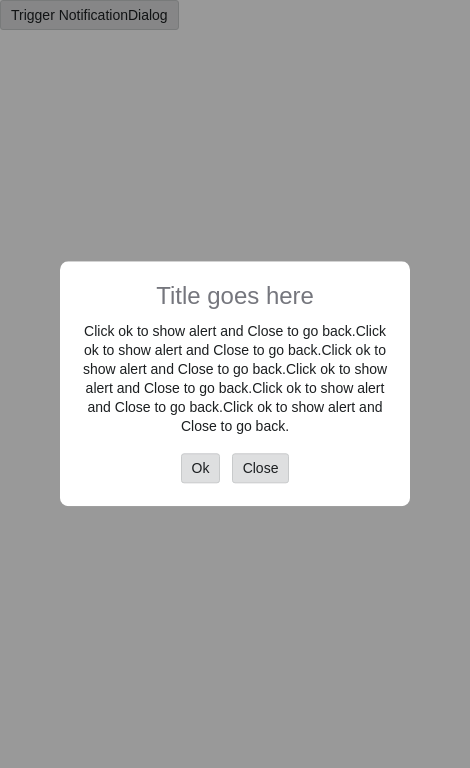 Trigger NotificationDialog
Title goes here
Click ok to show alert and Close to go back.Click
ok to show alert and Close to go back.Click ok to
show alert and Close to go back.Click ok to show
alert and Close to go back.Click ok to show alert
and Close to go back.Click ok to show alert and
Close to go back.
Ok Close